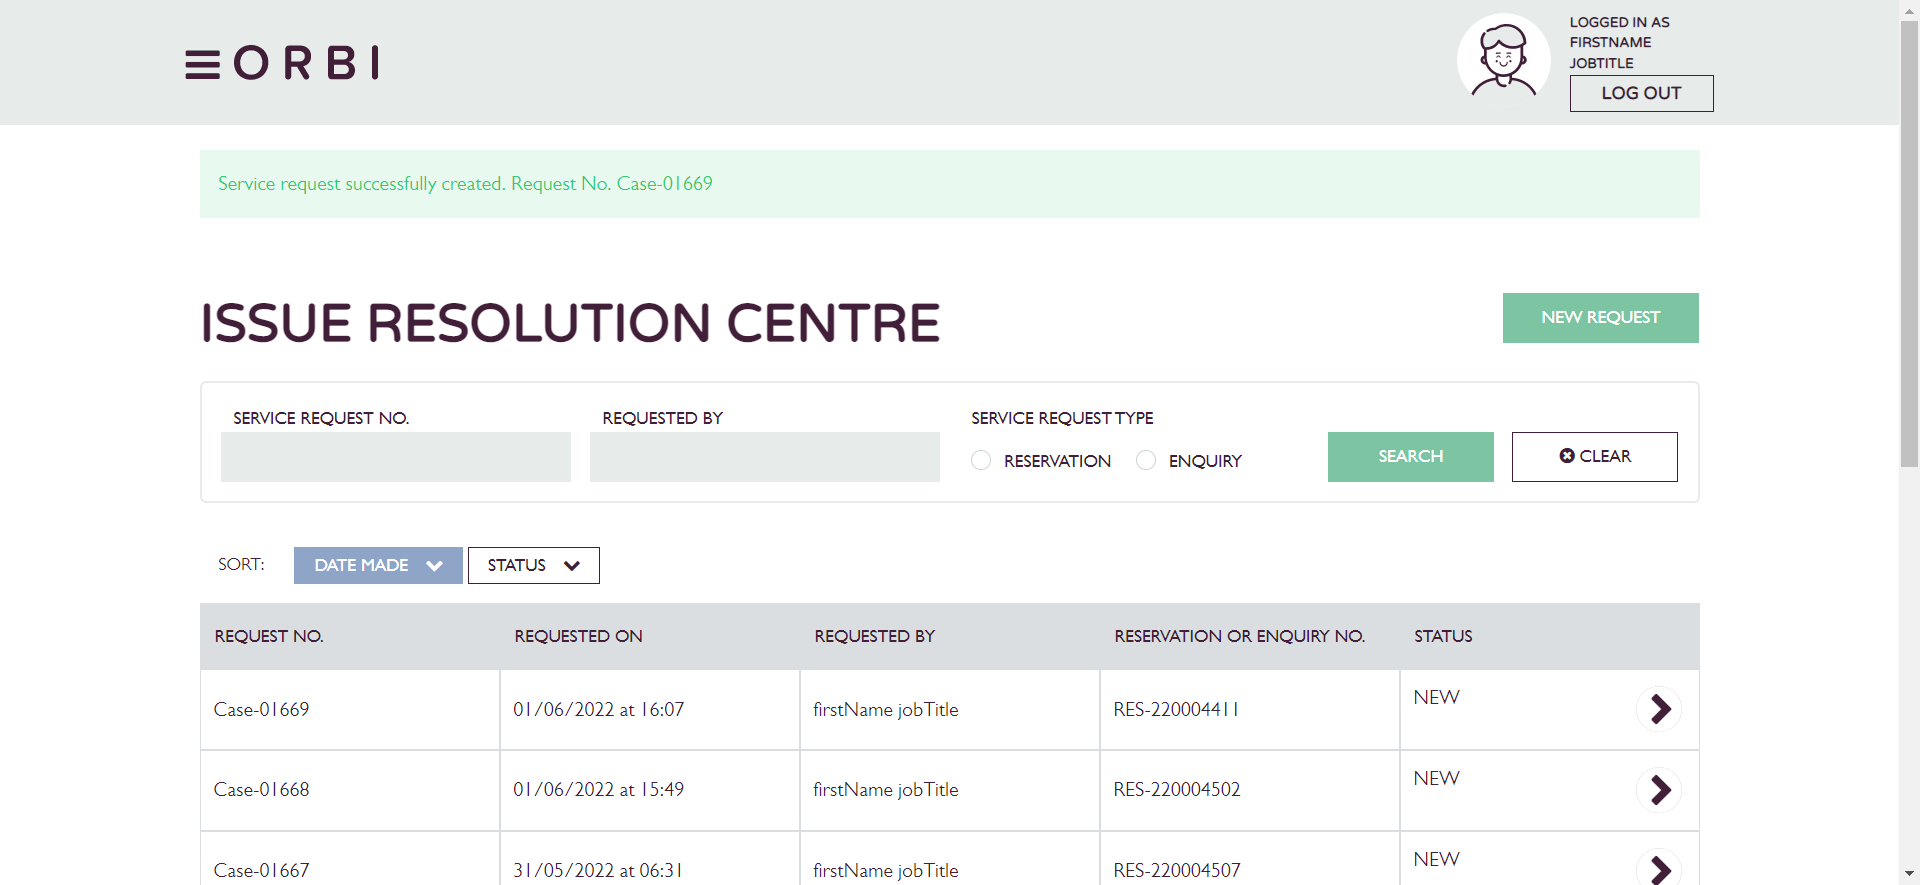 ORBI
LOGGED IN AS
FIRSTNAME
JOBTITLE
LOG OUT
Service request successfully created. Request No. Case-01669
ISSUE RESOLUTION CENTRE
NEW REQUEST
SERVICE REQUEST NO.
REQUESTED BY
SERVICE REQUEST TYPE
RESERVATION
ENQUIRY
SEARCH
CLEAR
SORT:
DATE MADE
STATUS
REQUEST NO. REQUESTED ON REQUESTED BY RESERVATION OR ENQUIRY NO. STATUS
Case-01669 01/06/2022 at 16:07 firstName jobTitle RES-220004411 NEW
Case-01668 01/06/2022 at 15:49 firstName jobTitle RES-220004502 NEW
Case-01667 31/05/2022 at 06:31 firstName jobTitle RES-220004507 NEW